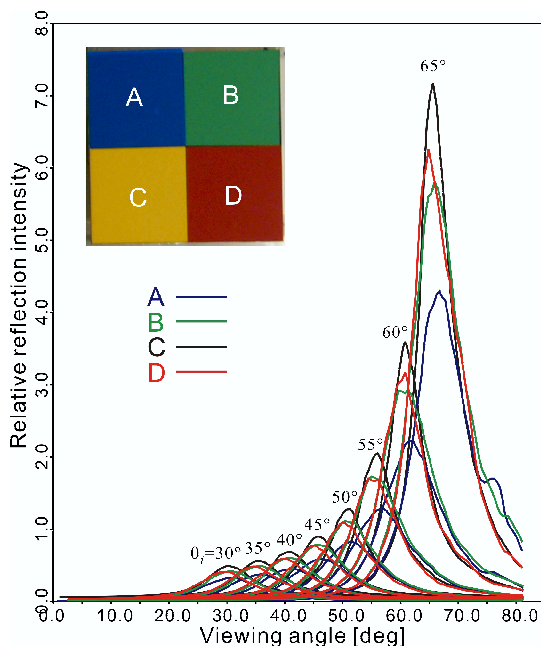 8.0
7.0
6.0
5.0
4.0
3.0
2.0
1.0
0.0
Relative reflection intensity
A B
C D
A
B
C
D
65°
60°
55°
50°
45°
40°
35°
θi=30°
0.0 10.0 20.0 30.0 40.0 50.0 60.0 70.0 80.0
Viewing angle [deg]